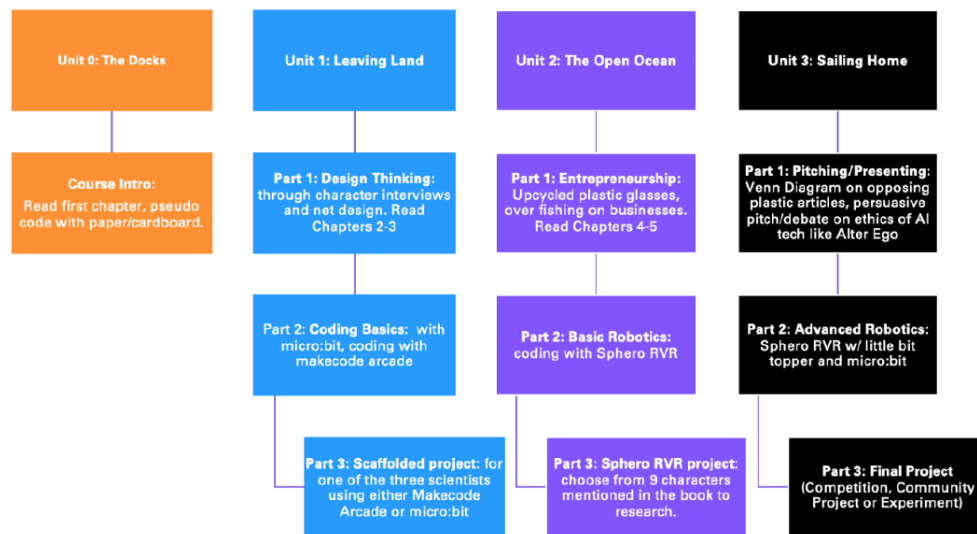 Unit 0: The Docks
Course Intro:
Read first chapter, pseudo
code with paper/cardboard.
Unit 1: Leaving Land
Part 1: Design Thinking:
through character interviews
and net design. Read
Chapters 2-3
Part 2: Coding Basics: with
micro:bit, coding with
makecode arcade
Part 3: Scaffolded project: for
one of the three scientists
using either Makecode
Arcade or micro:bit
Unit 2: The Open Ocean
Part 1: Entrepreneurship:
Upcycled plastic glasses,
over fishing on businesses.
Read Chapters 4-5
Part 2: Basic Robotics:
coding with Sphero RVR
Part 3: Sphero RVR project:
choose from 9 characters
mentioned in the book to
research.
Unit 3: Sailing Home
Part 1: Pitching/Presenting:
Venn Diagram on opposing
plastic articles, persuasive
pitch/debate on ethics of AI
tech like Alter Ego
Part 2: Advanced Robotics:
Sphero RVR w/ little bit
topper and micro:bit
Part 3: Final Project
(Competition, Community
Project or Experiment)